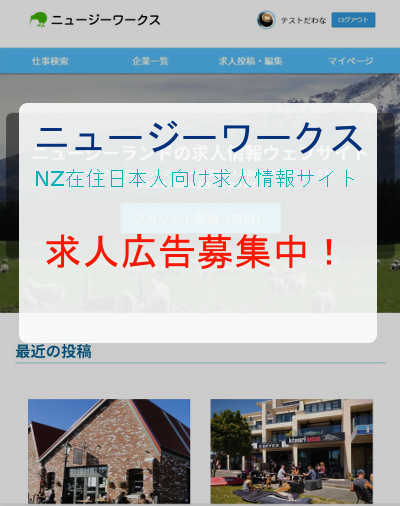 ニュージーワークス
テストだわな
ログアウト
仕事検索
企業一覧
求人投稿・編集
マイページ
ニュージーワークス
ニュージーランドの求人情報ウェブサイト
NZ在住日本人向け求人情報サイト
アカウント登録（無料）
求人広告募集中！
最近の投稿